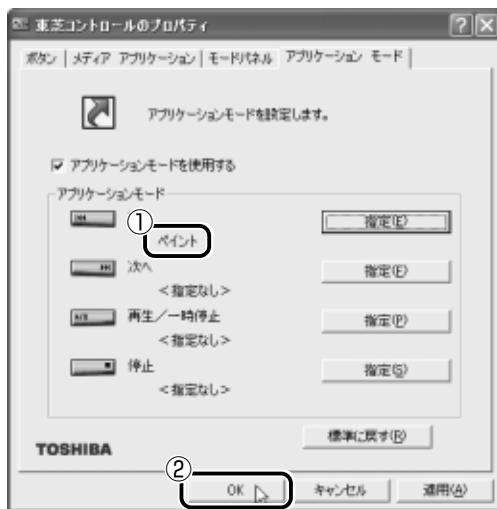 東芝コントロールのプロパティ
ボタン | メディア アプリケーション | モードパネル アプリケーション モード
アプリケーションモードを設定します。
アプリケーションモードを使用する
アプリケーションモード
①
ペイント
指定(E)
次へ
<指定なし>
指定(F)
再生/一時停止
<指定なし>
指定(P)
停止
<指定なし>
指定(S)
標準に戻す(R)
TOSHIBA
②
OK キャンセル 適用(A)